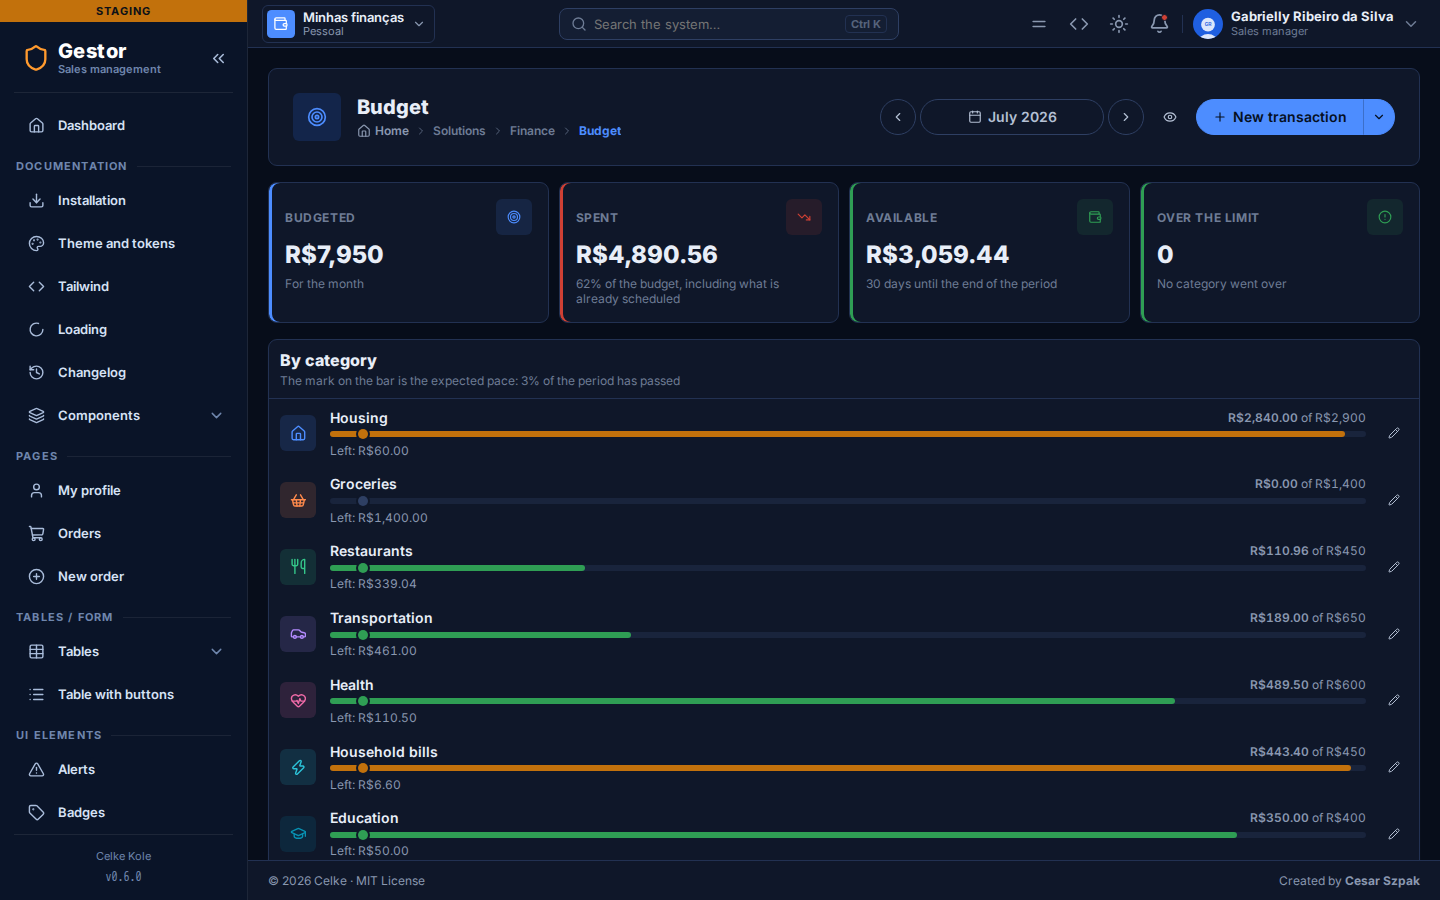 STAGING
Gestor
Sales management
Dashboard
DOCUMENTATION
Installation
Theme and tokens
Tailwind
Loading
Changelog
Components
PAGES
My profile
Orders
New order
TABLES / FORM
Tables
Table with buttons
UI ELEMENTS
Alerts
Badges
Celke Kole
v0.6.0
Minhas finanças
Pessoal
Search the system...
Ctrl K
GR
Gabrielly Ribeiro da Silva
Sales manager
Budget
Home
Solutions
Finance
Budget
July 2026
New transaction
BUDGETED
R$7,950
For the month
SPENT
R$4,890.56
62% of the budget, including what is
already scheduled
AVAILABLE
R$3,059.44
30 days until the end of the period
OVER THE LIMIT
0
No category went over
By category
The mark on the bar is the expected pace: 3% of the period has passed
Housing
R$2,840.00 of R$2,900
Left: R$60.00
Groceries
R$0.00 of R$1,400
Left: R$1,400.00
Restaurants
R$110.96 of R$450
Left: R$339.04
Transportation
R$189.00 of R$650
Left: R$461.00
Health
R$489.50 of R$600
Left: R$110.50
Household bills
R$443.40 of R$450
Left: R$6.60
Education
R$350.00 of R$400
Left: R$50.00
© 2026 Celke · MIT License
Created by Cesar Szpak